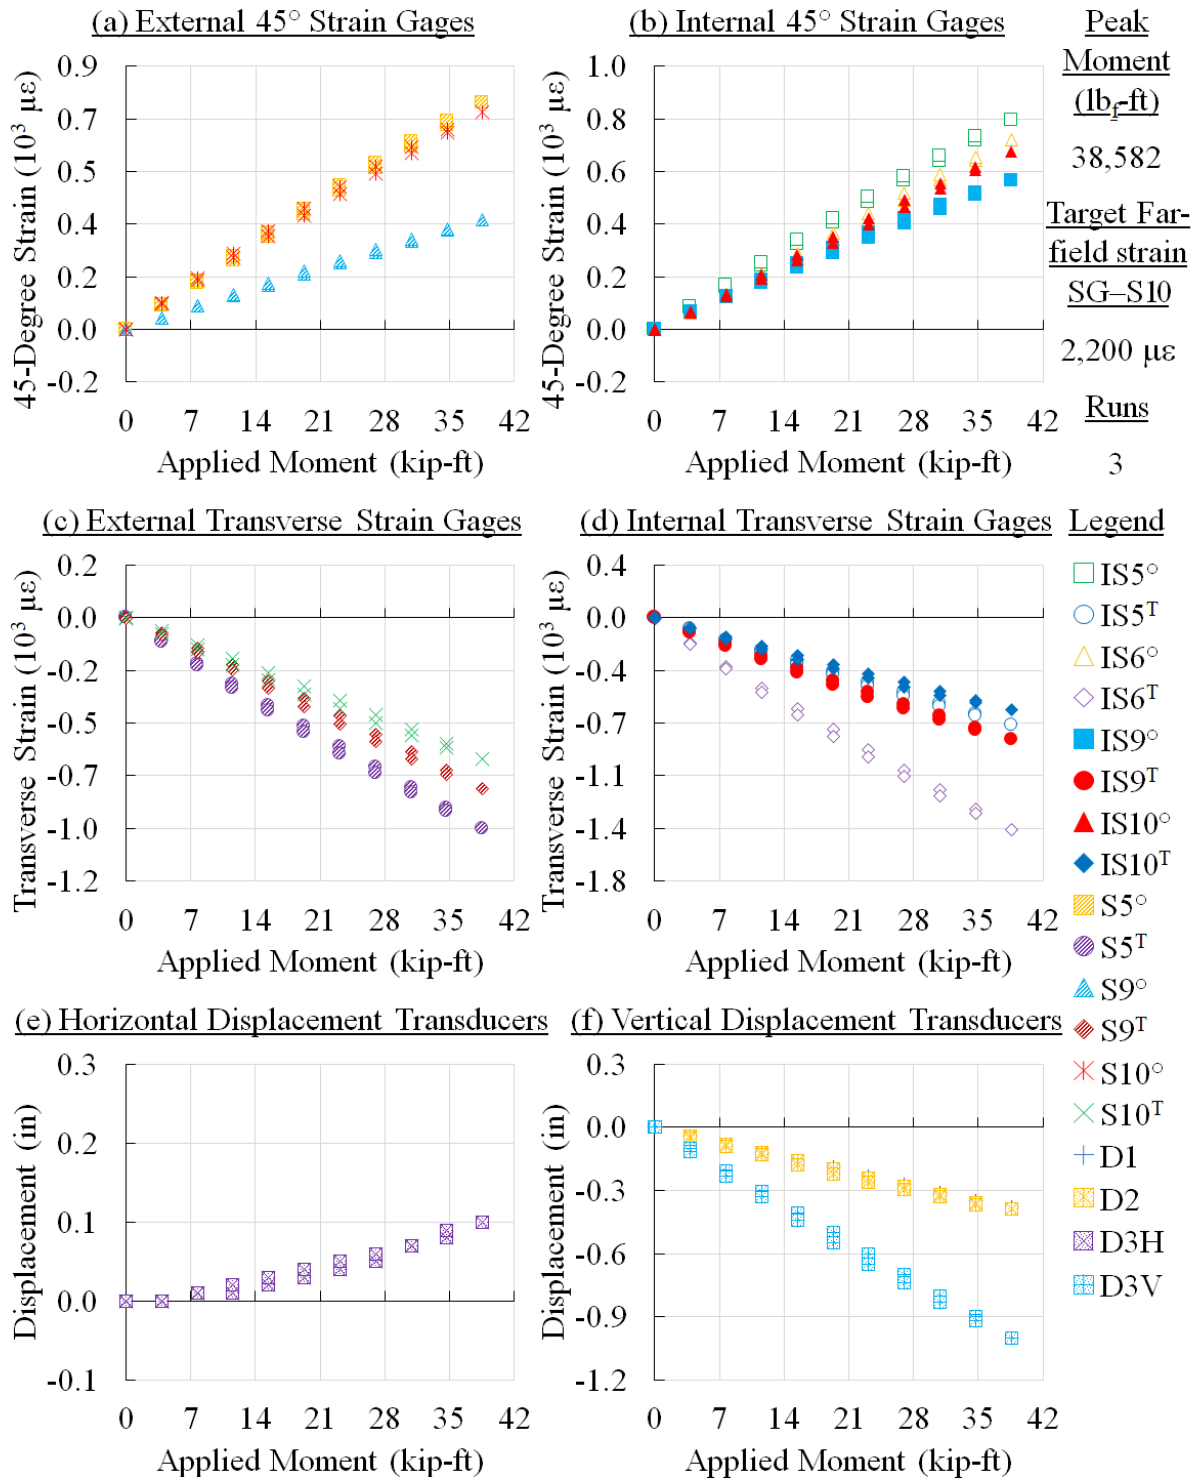 (a) External 45° Strain Gages
45-Degree Strain (10³ µε)
0.9
0.7
0.5
0.4
0.2
0.0
-0.2
0 7 14 21 28 35 42
Applied Moment (kip-ft)
(b) Internal 45° Strain Gages
45-Degree Strain (10³ µε)
1.0
0.8
0.6
0.4
0.2
0.0
-0.2
0 7 14 21 28 35 42
Applied Moment (kip-ft)
Peak
Moment
(lb_f-ft)
38,582
Target Far-
field strain
SG–S10
2,200 µε
Runs
3
(c) External Transverse Strain Gages
Transverse Strain (10³ µε)
0.2
0.0
-0.2
-0.5
-0.7
-1.0
-1.2
0 7 14 21 28 35 42
Applied Moment (kip-ft)
(d) Internal Transverse Strain Gages
Transverse Strain (10³ µε)
0.4
0.0
-0.4
-0.7
-1.1
-1.4
-1.8
0 7 14 21 28 35 42
Applied Moment (kip-ft)
(e) Horizontal Displacement Transducers
Displacement (in)
0.3
0.2
0.1
0.0
-0.1
0 7 14 21 28 35 42
Applied Moment (kip-ft)
(f) Vertical Displacement Transducers
Displacement (in)
0.3
0.0
-0.3
-0.6
-0.9
-1.2
0 7 14 21 28 35 42
Applied Moment (kip-ft)
Legend
IS5°
IS5ᵀ
IS6°
IS6ᵀ
IS9°
IS9ᵀ
IS10°
IS10ᵀ
S5°
S5ᵀ
S9°
S9ᵀ
S10°
S10ᵀ
D1
D2
D3H
D3V